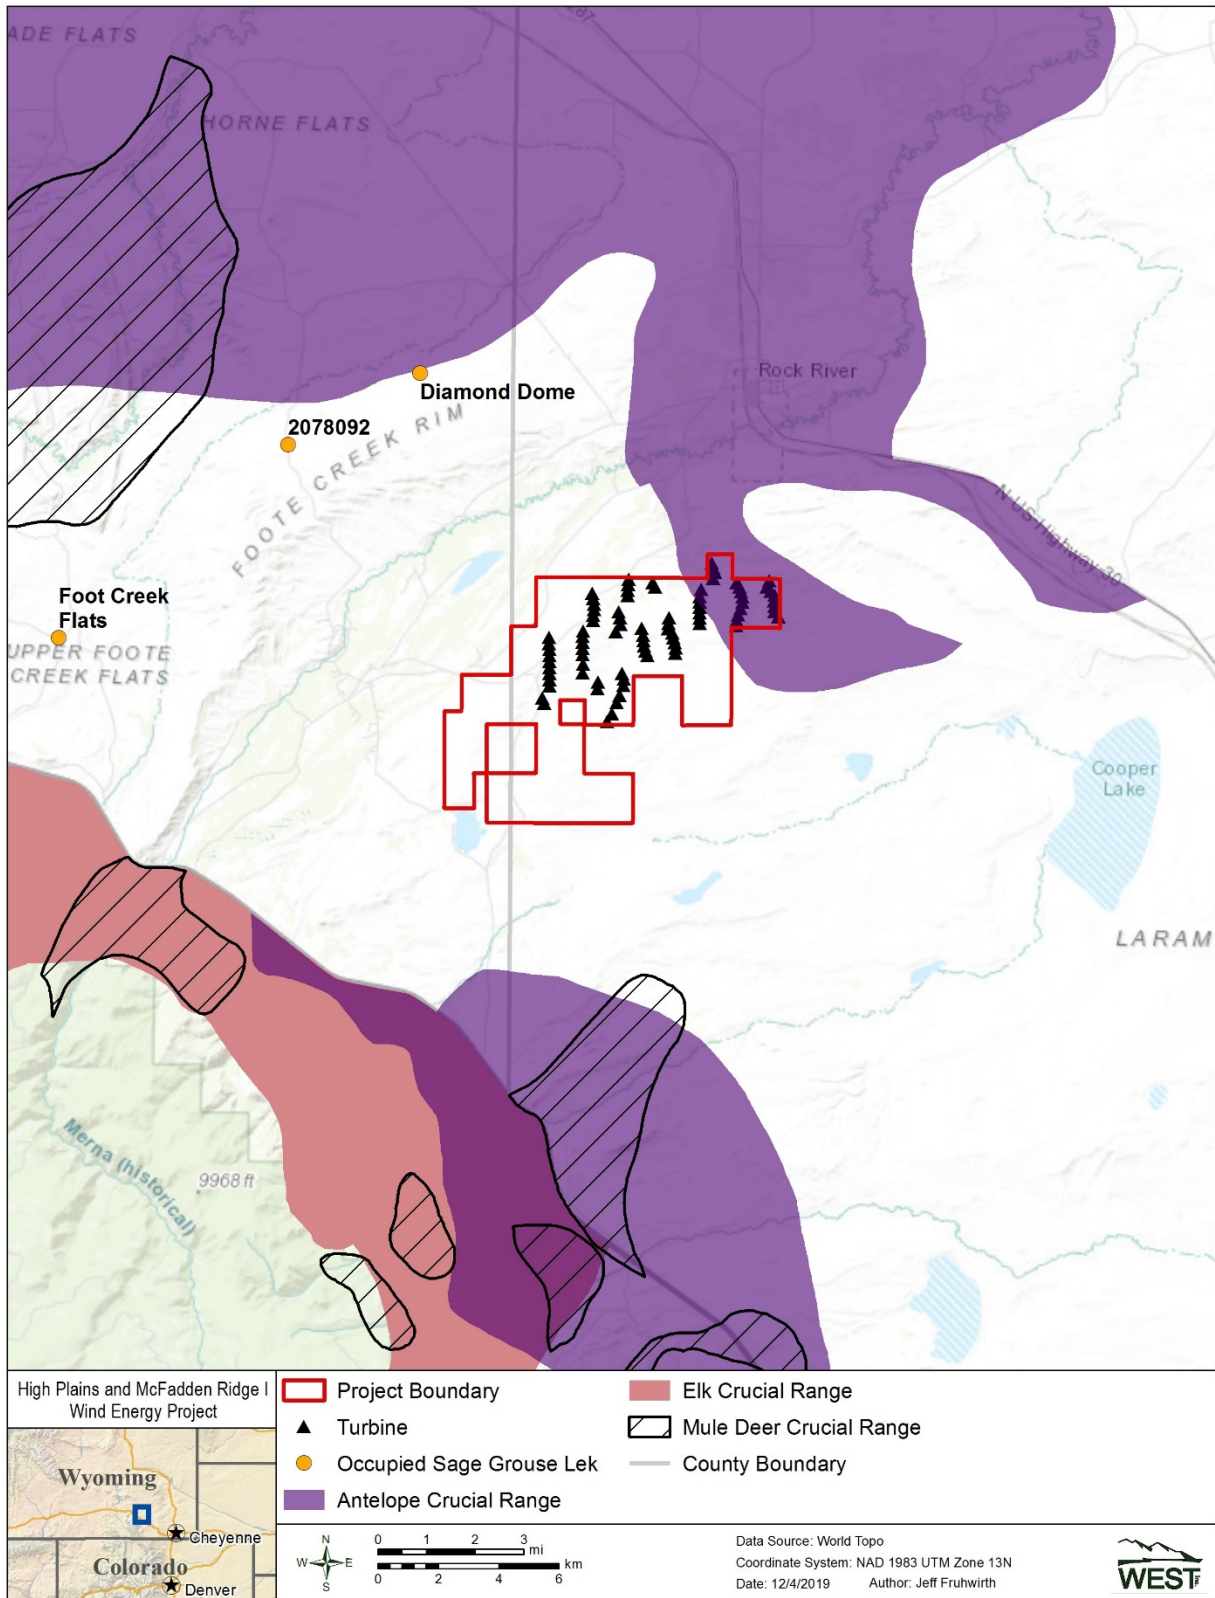 ADE FLATS
287
HORNE FLATS
Rock River
Diamond Dome
2078092
FOOTE CREEK RIM
N US Highway 30
Foot Creek
Flats
UPPER FOOTE
CREEK FLATS
Cooper
Lake
LARAM
Merna (historical)
9968 ft
High Plains and McFadden Ridge I
Wind Energy Project
Wyoming
Cheyenne
Colorado
Denver
Project Boundary
Turbine
Occupied Sage Grouse Lek
Antelope Crucial Range
Elk Crucial Range
Mule Deer Crucial Range
County Boundary
N
W E
S
0 1 2 3
mi
km
0 2 4 6
Data Source: World Topo
Coordinate System: NAD 1983 UTM Zone 13N
Date: 12/4/2019 Author: Jeff Fruhwirth
WEST Inc.